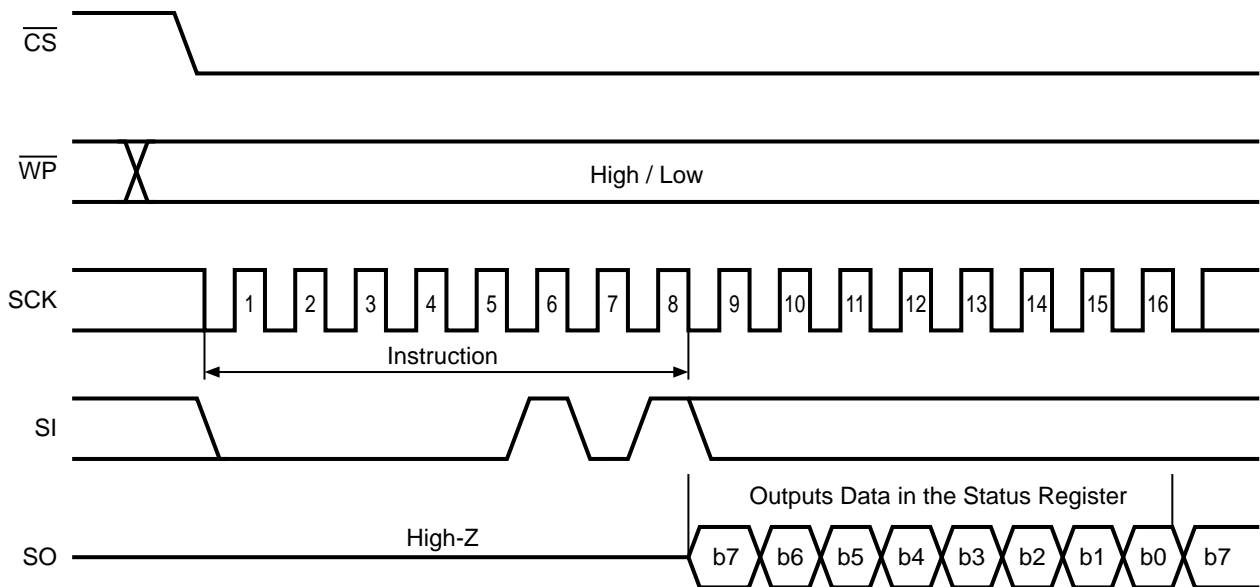 CS
WP
High / Low
SCK
1 2 3 4 5 6 7 8 9 10 11 12 13 14 15 16
Instruction
SI
Outputs Data in the Status Register
High-Z
SO
b7 b6 b5 b4 b3 b2 b1 b0 b7